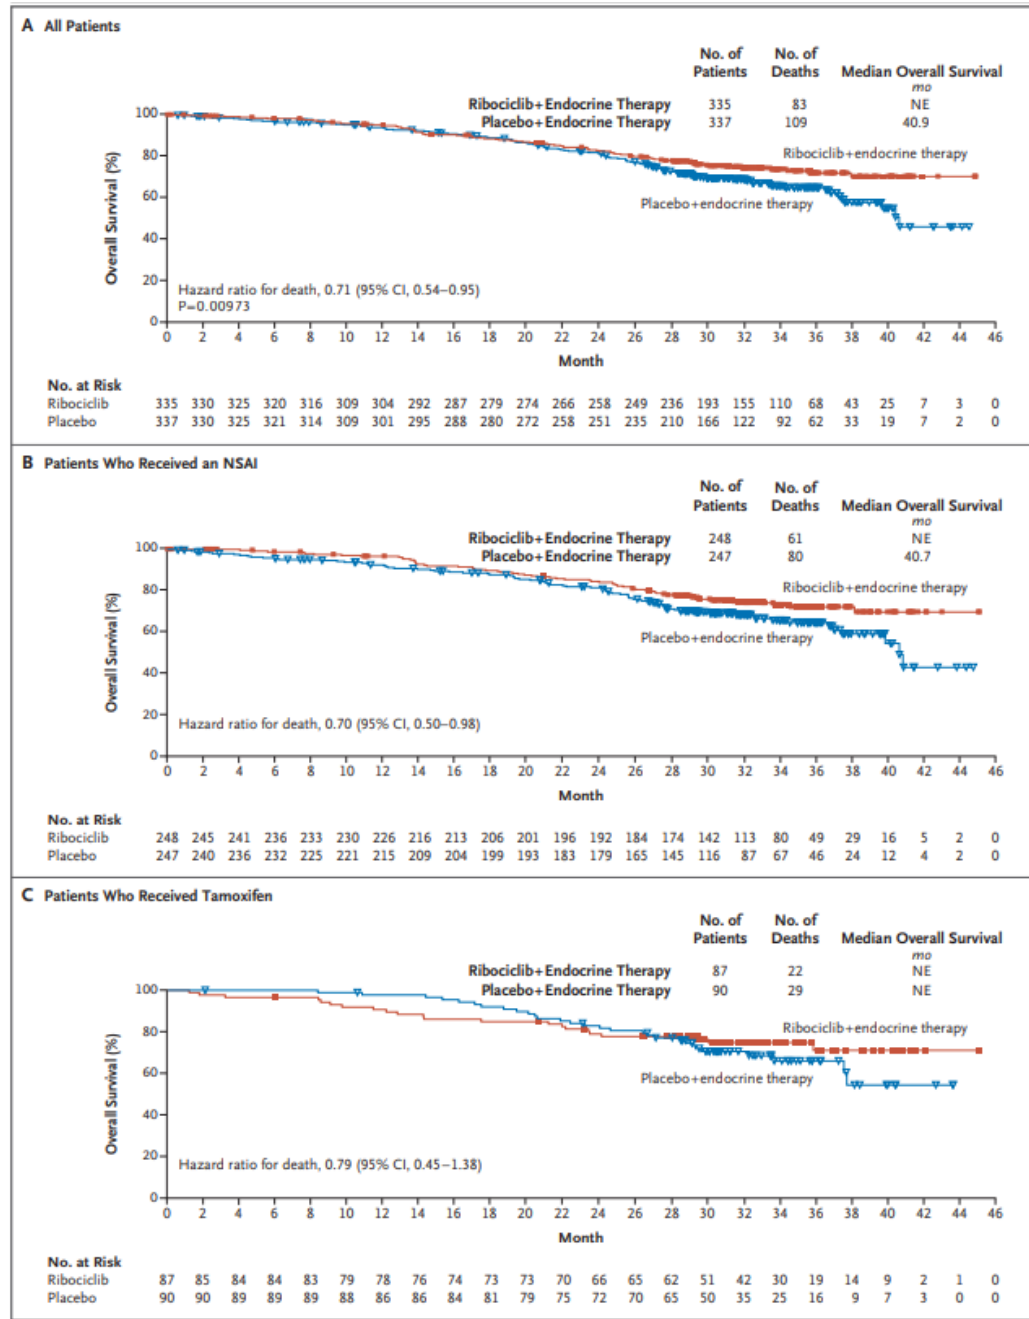 A All Patients
No. of No. of
Patients Deaths Median Overall Survival
mo
Ribociclib+Endocrine Therapy 335 83 NE
Placebo+Endocrine Therapy 337 109 40.9
Ribociclib+endocrine therapy
Placebo+endocrine therapy
Overall Survival (%)
100
80
60
40
20
0
Hazard ratio for death, 0.71 (95% CI, 0.54–0.95)
P=0.00973
0 2 4 6 8 10 12 14 16 18 20 22 24 26 28 30 32 34 36 38 40 42 44 46
Month
No. at Risk
Ribociclib 335 330 325 320 316 309 304 292 287 279 274 266 258 249 236 193 155 110 68 43 25 7 3 0
Placebo 337 330 325 321 314 309 301 295 288 280 272 258 251 235 210 166 122 92 62 33 19 7 2 0
B Patients Who Received an NSAI
No. of No. of
Patients Deaths Median Overall Survival
mo
Ribociclib+Endocrine Therapy 248 61 NE
Placebo+Endocrine Therapy 247 80 40.7
Ribociclib+endocrine therapy
Placebo+endocrine therapy
Overall Survival (%)
100
80
60
40
20
0
Hazard ratio for death, 0.70 (95% CI, 0.50–0.98)
0 2 4 6 8 10 12 14 16 18 20 22 24 26 28 30 32 34 36 38 40 42 44 46
Month
No. at Risk
Ribociclib 248 245 241 236 233 230 226 216 213 206 201 196 192 184 174 142 113 80 49 29 16 5 2 0
Placebo 247 240 236 232 225 221 215 209 204 199 193 183 179 165 145 116 87 67 46 24 12 4 2 0
C Patients Who Received Tamoxifen
No. of No. of
Patients Deaths Median Overall Survival
mo
Ribociclib+Endocrine Therapy 87 22 NE
Placebo+Endocrine Therapy 90 29 NE
Ribociclib+endocrine therapy
Placebo+endocrine therapy
Overall Survival (%)
100
80
60
40
20
0
Hazard ratio for death, 0.79 (95% CI, 0.45–1.38)
0 2 4 6 8 10 12 14 16 18 20 22 24 26 28 30 32 34 36 38 40 42 44 46
Month
No. at Risk
Ribociclib 87 85 84 84 83 79 78 76 74 73 73 70 66 65 62 51 42 30 19 14 9 2 1 0
Placebo 90 90 89 89 89 88 86 86 84 81 79 75 72 70 65 50 35 25 16 9 7 3 0 0